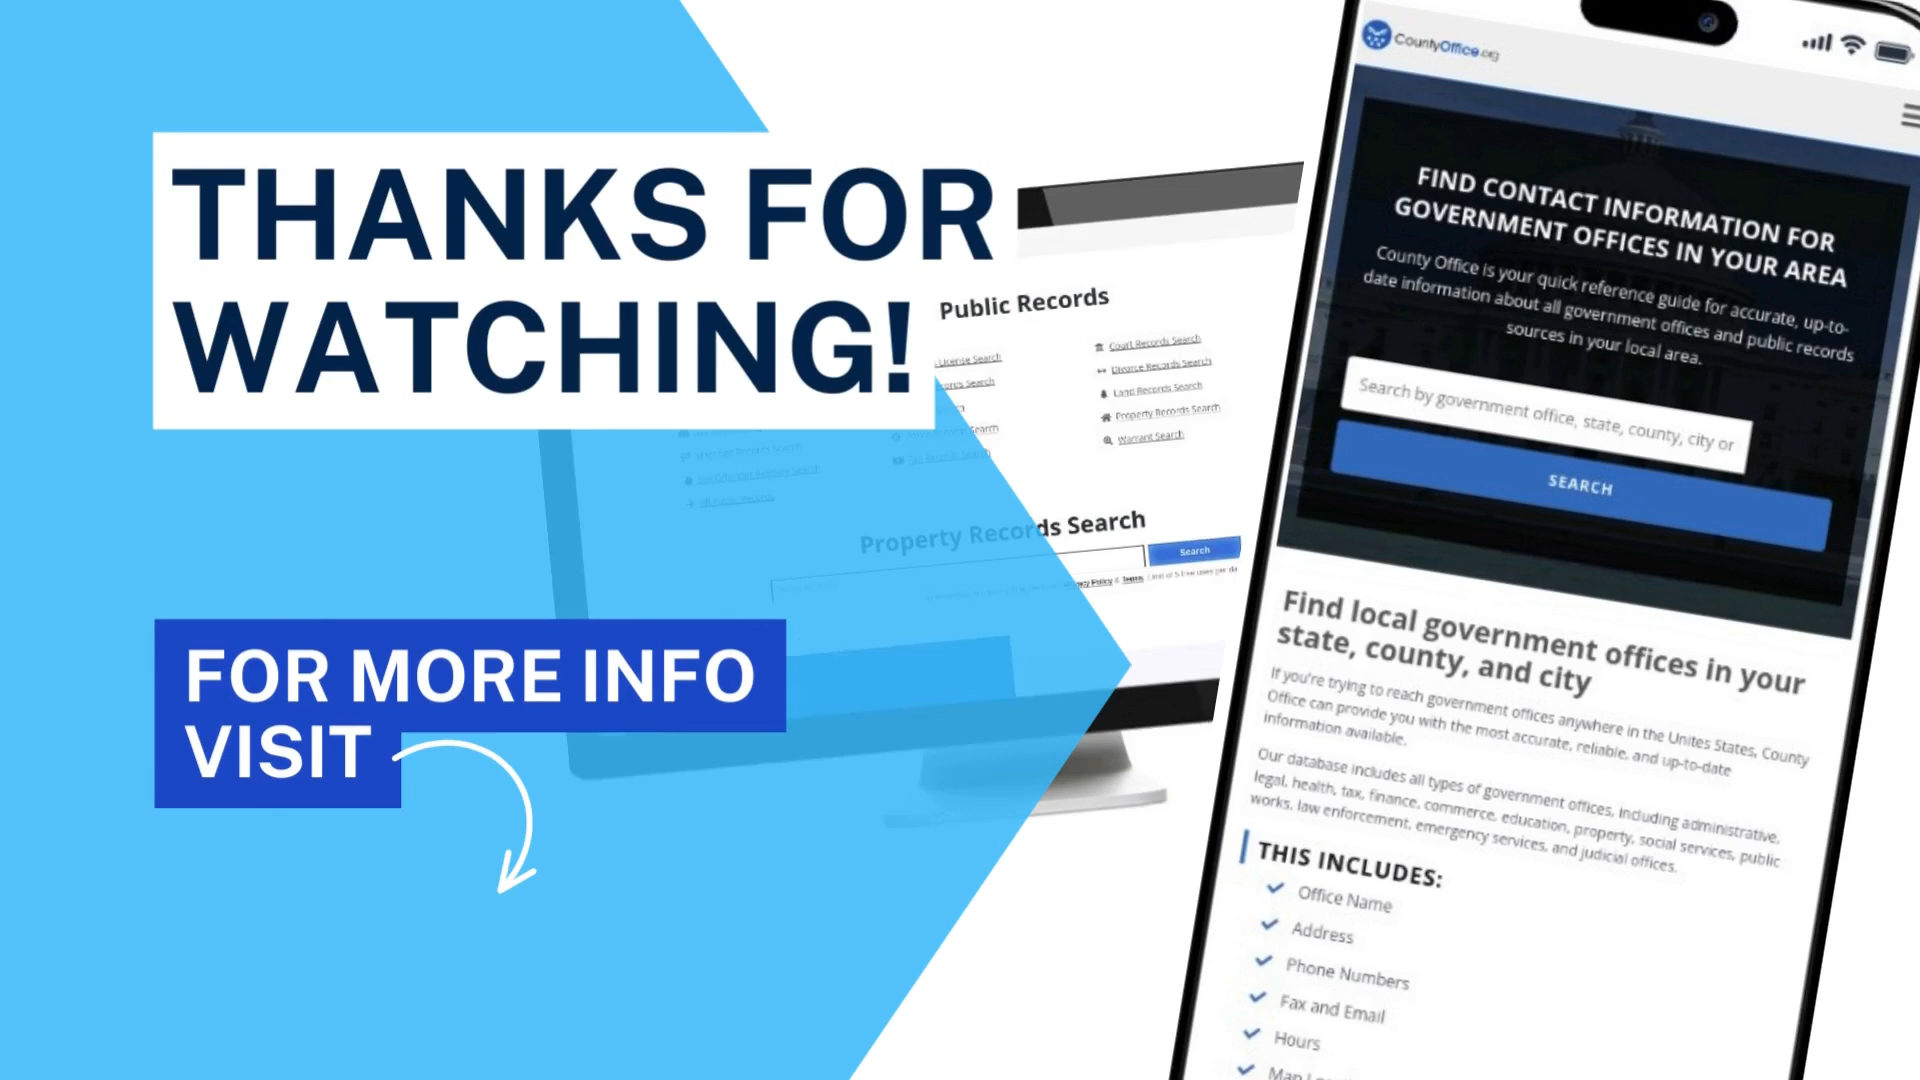 THANKS FOR
WATCHING!
FOR MORE INFO
VISIT
Public Records
License Search
Search
Search
Court Records Search
Divorce Records Search
Land Records Search
Property Records Search
Warrant Search
Property Records Search
Search
Policy & Terms
CountyOffice.org
FIND CONTACT INFORMATION FOR
GOVERNMENT OFFICES IN YOUR AREA
County Office is your quick reference guide for accurate, up-to-
date information about all government offices and public records
sources in your local area.
Search by government office, state, county, city or
SEARCH
Find local government offices in your
state, county, and city
If you're trying to reach government offices anywhere in the Unites States, County
Office can provide you with the most accurate, reliable, and up-to-date
information available.
Our database includes all types of government offices, including administrative,
legal, health, tax, finance, commerce, education, property, social services, public
works, law enforcement, emergency services, and judicial offices.
THIS INCLUDES:
Office Name
Address
Phone Numbers
Fax and Email
Hours
Map